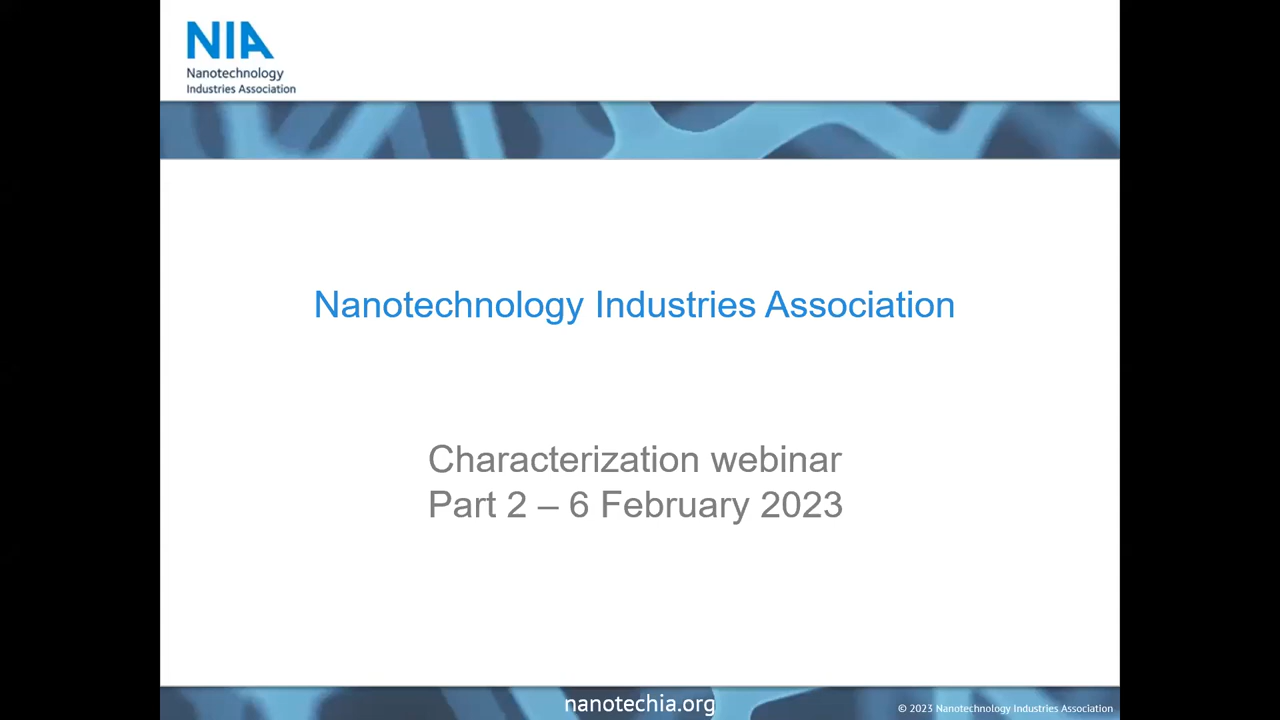 NIA
Nanotechnology
Industries Association
Nanotechnology Industries Association
Characterization webinar
Part 2 – 6 February 2023
nanotechia.org
© 2023 Nanotechnology Industries Association